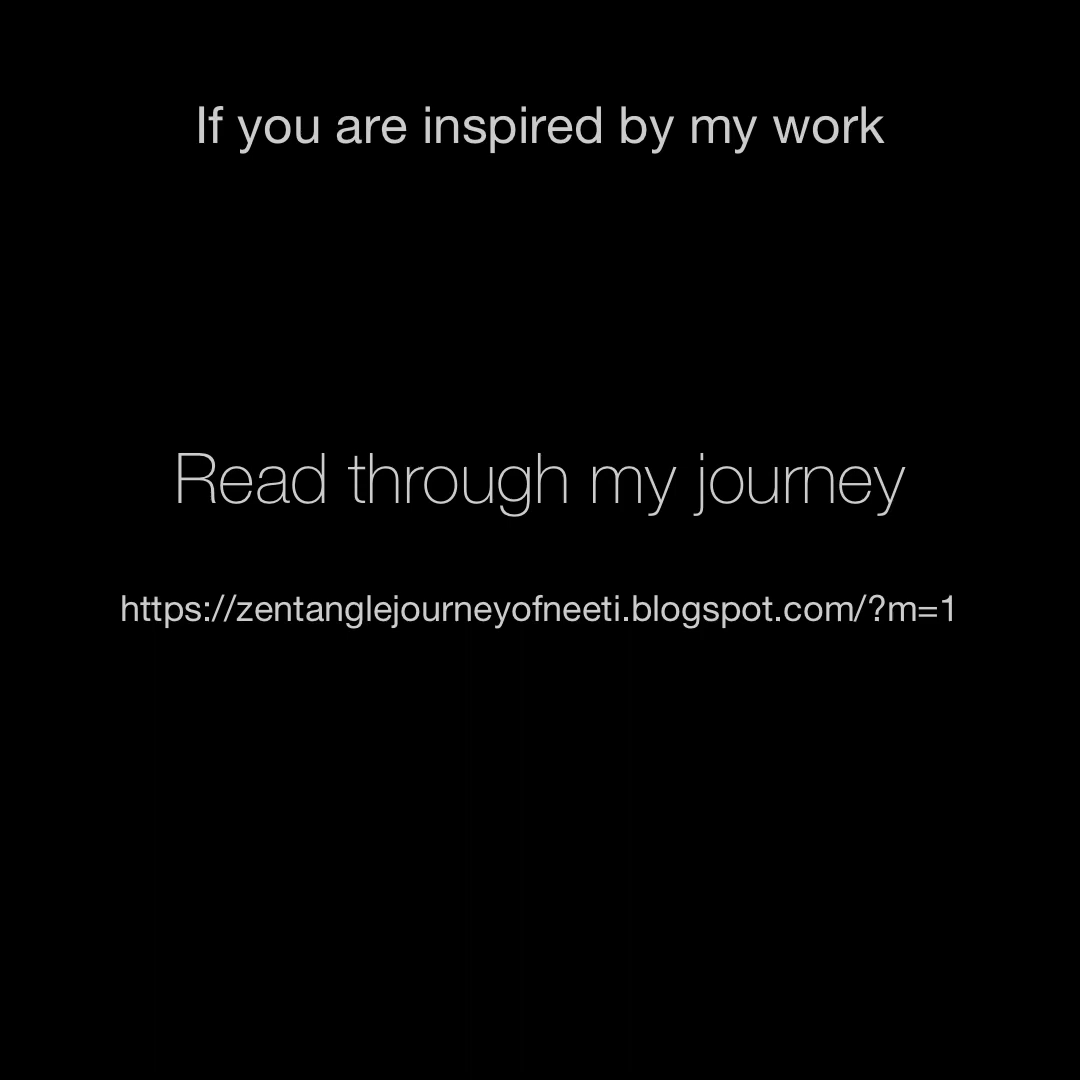 If you are inspired by my work
Read through my journey
https://zentanglejourneyofneeti.blogspot.com/?m=1